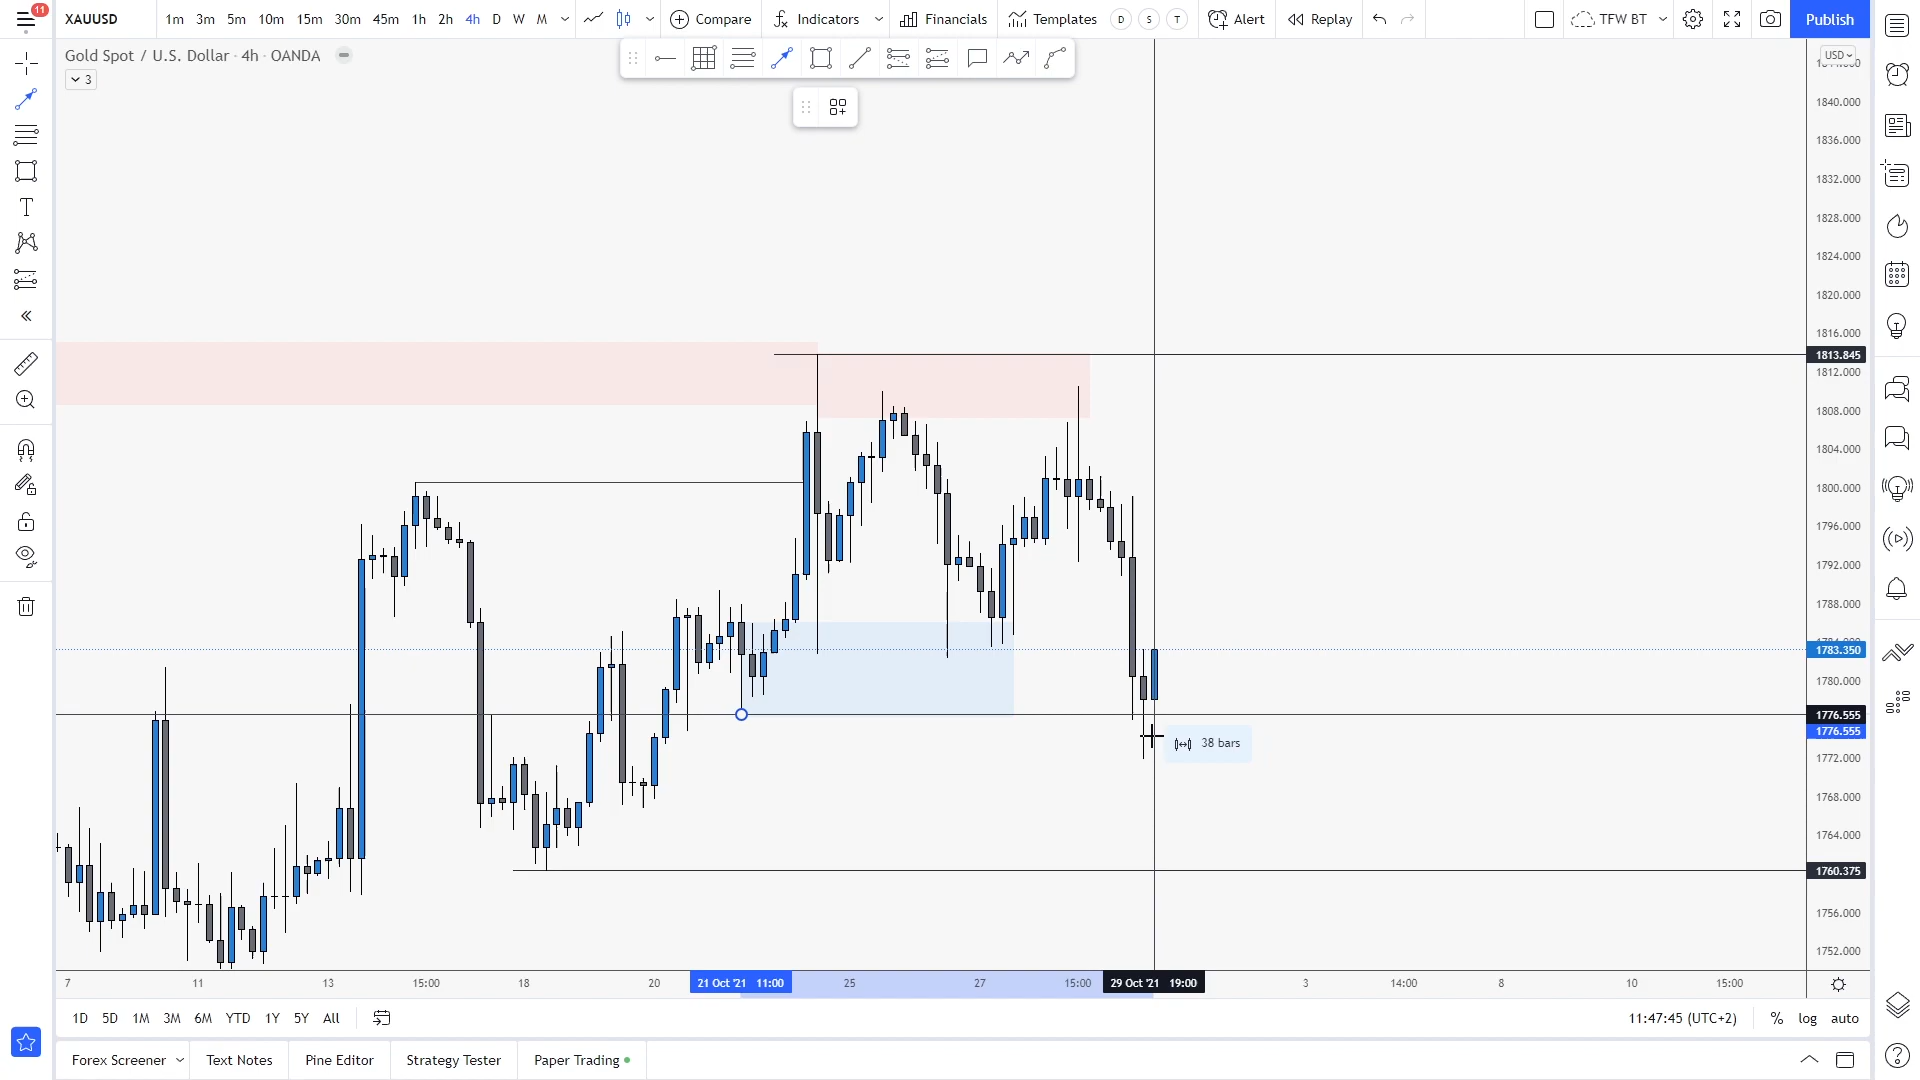 11
XAUUSD
1m 3m 5m 10m 15m 30m 45m 1h 2h 4h D W M
Compare
Indicators
Financials
Templates
D S T
Alert
Replay
TFW BT
Publish
Gold Spot / U.S. Dollar · 4h · OANDA
3
USD
1840.000
1836.000
1832.000
1828.000
1824.000
1820.000
1816.000
1813.845
1812.000
1808.000
1804.000
1800.000
1796.000
1792.000
1788.000
1783.350
1780.000
1776.555
1776.555
38 bars
1772.000
1768.000
1764.000
1760.375
1756.000
1752.000
7 11 13 15:00 18 20 21 Oct '21 11:00 25 27 15:00 29 Oct '21 19:00 3 14:00 8 10 15:00
1D 5D 1M 3M 6M YTD 1Y 5Y All
11:47:45 (UTC+2)
% log auto
Forex Screener
Text Notes
Pine Editor
Strategy Tester
Paper Trading